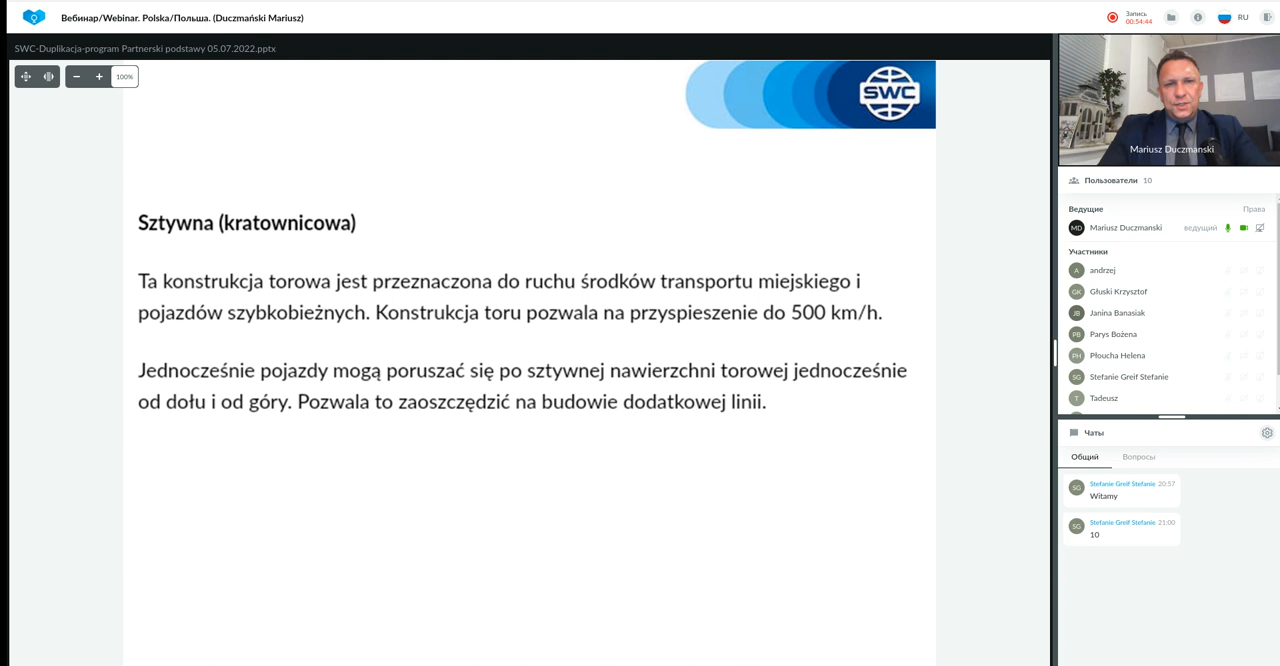 Вебинар/Webinar. Polska/Польша. (Duczmański Mariusz)
Запись
00:54:44
RU
SWC-Duplikacja-program Partnerski podstawy 05.07.2022.pptx
100%
SWC
Sztywna (kratownicowa)
Ta konstrukcja torowa jest przeznaczona do ruchu środków transportu miejskiego i
pojazdów szybkobieżnych. Konstrukcja toru pozwala na przyspieszenie do 500 km/h.
Jednocześnie pojazdy mogą poruszać się po sztywnej nawierzchni torowej jednocześnie
od dołu i od góry. Pozwala to zaoszczędzić na budowie dodatkowej linii.
Mariusz Duczmanski
Пользователи 10
Ведущие Права
MD Mariusz Duczmanski ведущий
Участники
A andrzej
GK Głuski Krzysztof
JB Janina Banasiak
PB Parys Bożena
PH Płoucha Helena
SG Stefanie Greif Stefanie
T Tadeusz
Чаты
Общий Вопросы
SG Stefanie Greif Stefanie 20:57
Witamy
SG Stefanie Greif Stefanie 21:00
10